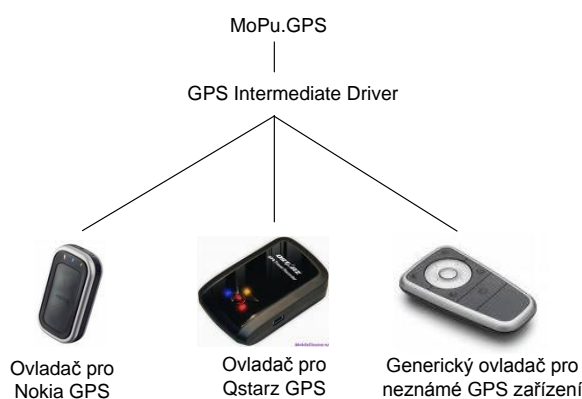 MoPu.GPS
GPS Intermediate Driver
Ovladač pro
Nokia GPS
Ovladač pro
Qstarz GPS
Generický ovladač pro
neznámé GPS zařízení